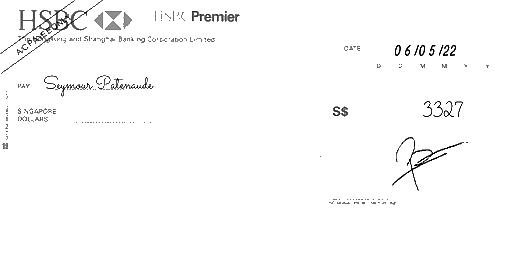 HSBC HSBC Premier
The Hongkong and Shanghai Banking Corporation Limited
A/C PAYEE ONLY
DATE 06/05/22
D D M M Y Y
PAY Seymour Patenaude
SINGAPORE
DOLLARS
S$ 3327